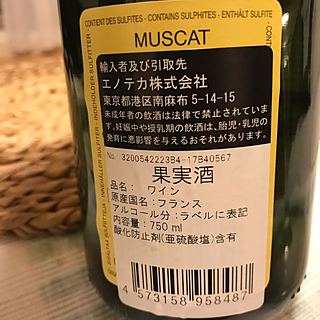 CONTIENT DES SULFITES - CONTAINS SULPHITES - ENTHÄLT SULFITE - CONT
MUSCAT
輸入者及び引取先
エノテカ株式会社
東京都港区南麻布5-14-15
未成年者の飲酒は法律で禁止されていま
す。妊娠中や授乳期の飲酒は、胎児・乳児の
発育に悪影響を与えるおそれがあります。
No. 3200542223B4-17B40567
果実酒
品名: ワイン
原産国名:フランス
アルコール分:ラベルに表記
内容量:750ml
酸化防止剤(亜硫酸塩)含有
4 573158 958487
INNEHÅLLER SULFITER - INDEHOLDER SULFITTER